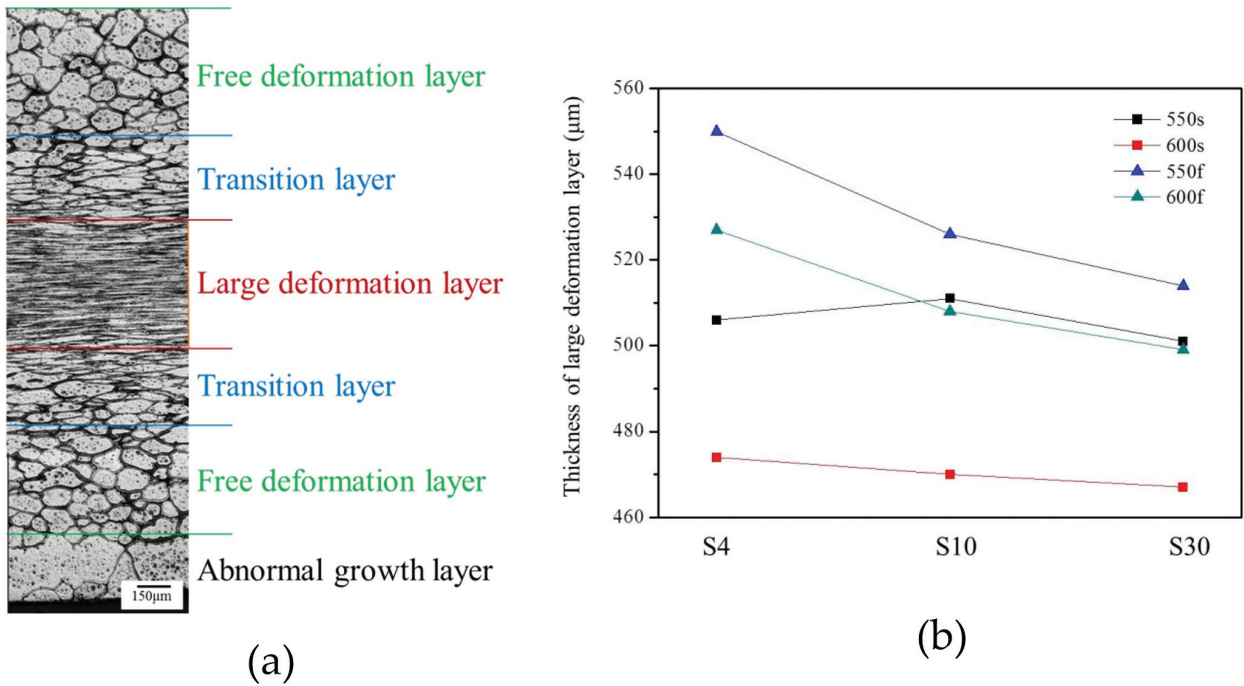 Free deformation layer
Transition layer
Large deformation layer
Transition layer
Free deformation layer
Abnormal growth layer
150μm
(a)
Thickness of large deformation layer (μm)
560
540
520
500
480
460
S4
S10
S30
550s
600s
550f
600f
(b)